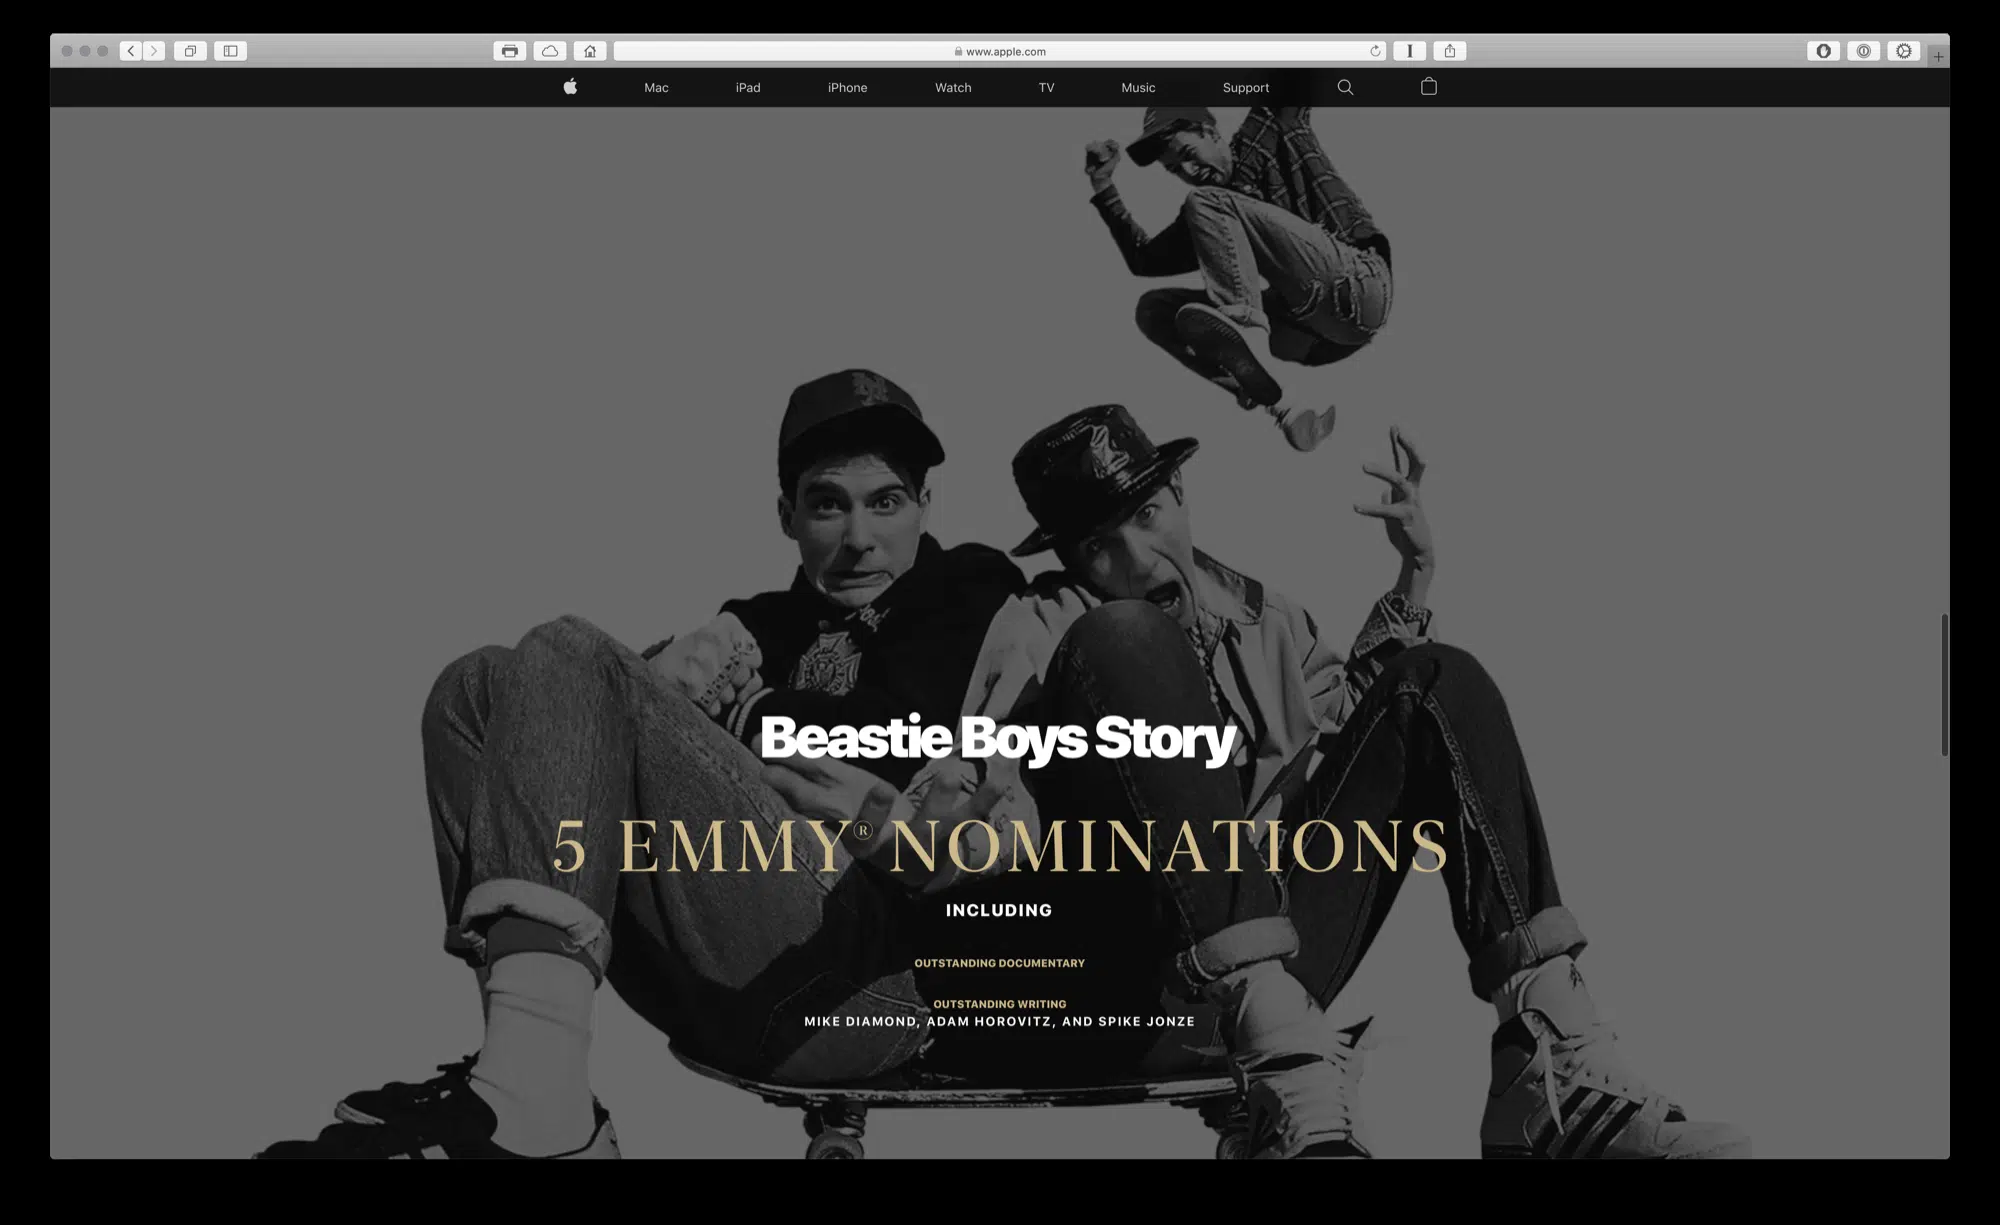 www.apple.com
Mac iPad iPhone Watch TV Music Support
Beastie Boys Story
5 EMMY® NOMINATIONS
INCLUDING
OUTSTANDING DOCUMENTARY
OUTSTANDING WRITING
MIKE DIAMOND, ADAM HOROVITZ, AND SPIKE JONZE